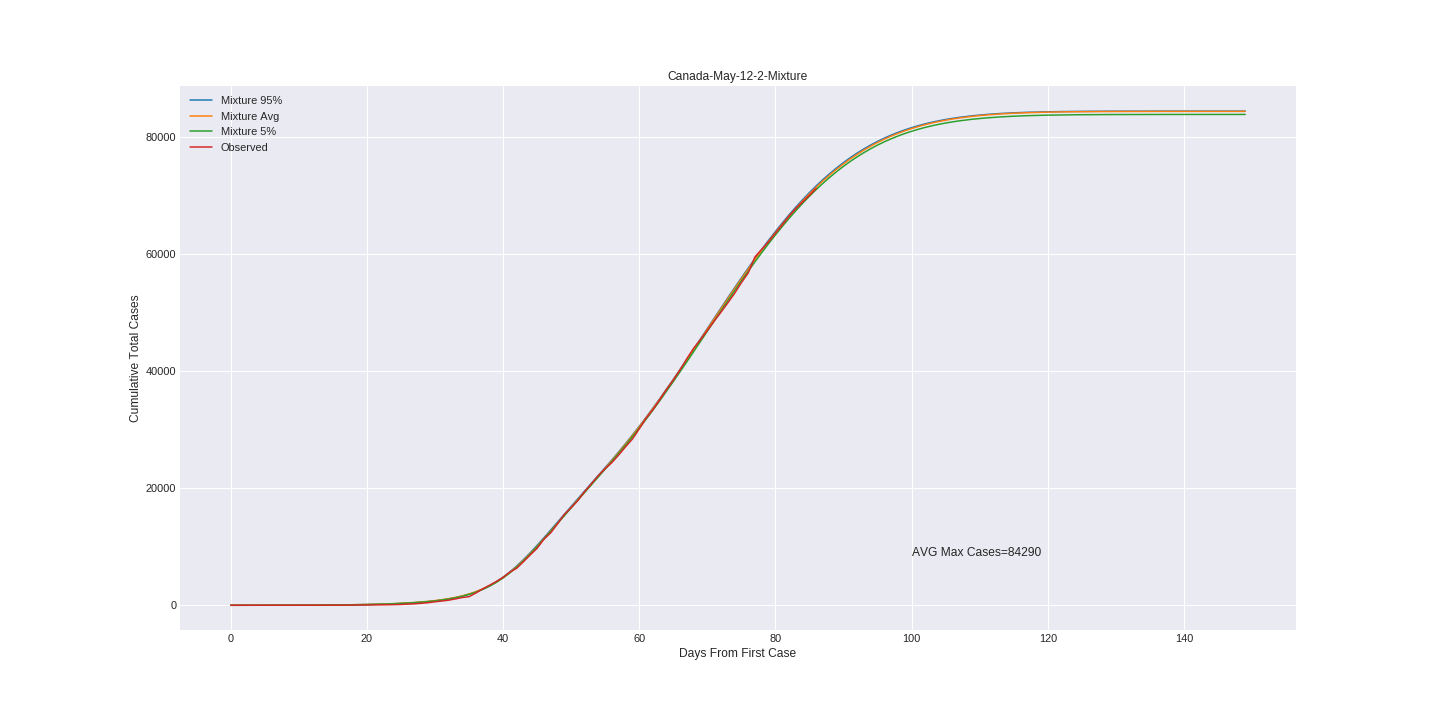 Canada-May-12-2-Mixture
Mixture 95%
Mixture Avg
Mixture 5%
Observed
80000
60000
40000
20000
0
Cumulative Total Cases
AVG Max Cases=84290
0 20 40 60 80 100 120 140
Days From First Case